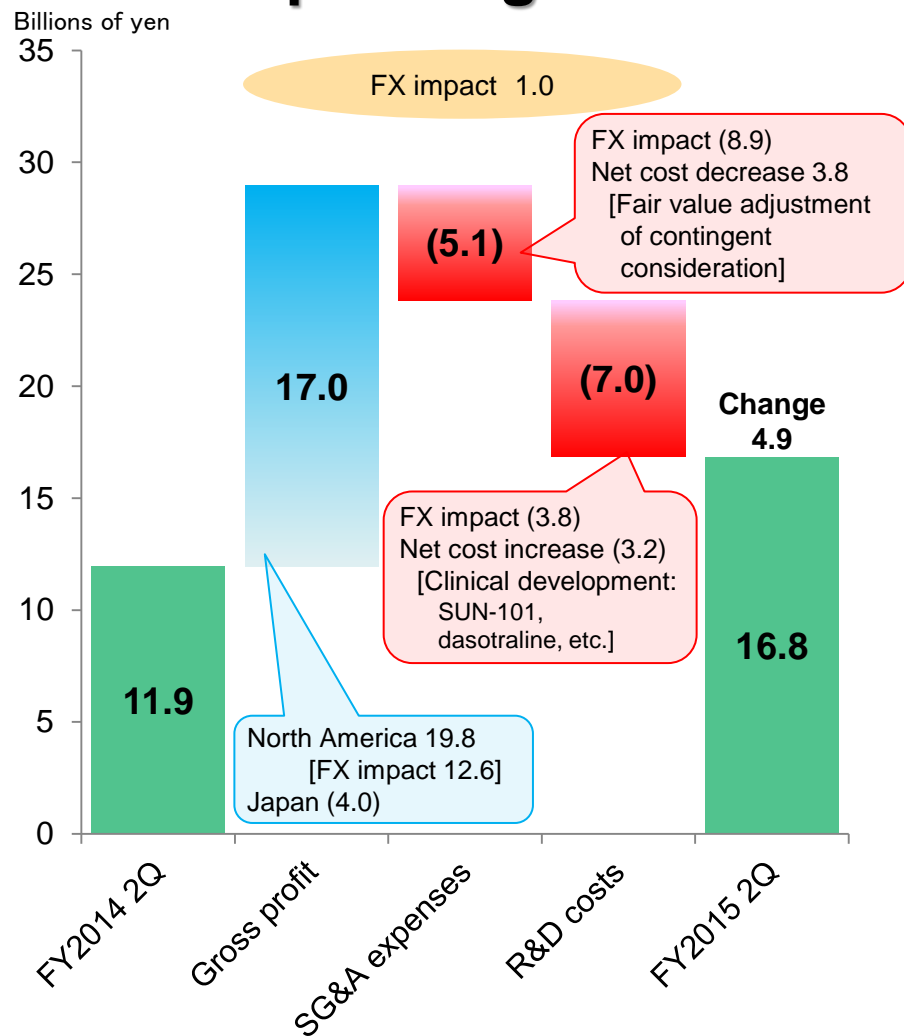 Billions of yen
35
30
25
20
15
10
5
0
FX impact 1.0
FX impact (8.9)
Net cost decrease 3.8
[Fair value adjustment
of contingent
consideration]
(5.1)
17.0
(7.0)
Change
4.9
FX impact (3.8)
Net cost increase (3.2)
[Clinical development:
SUN-101,
dasotraline, etc.]
11.9
16.8
North America 19.8
[FX impact 12.6]
Japan (4.0)
FY2014 2Q
Gross profit
SG&A expenses
R&D costs
FY2015 2Q